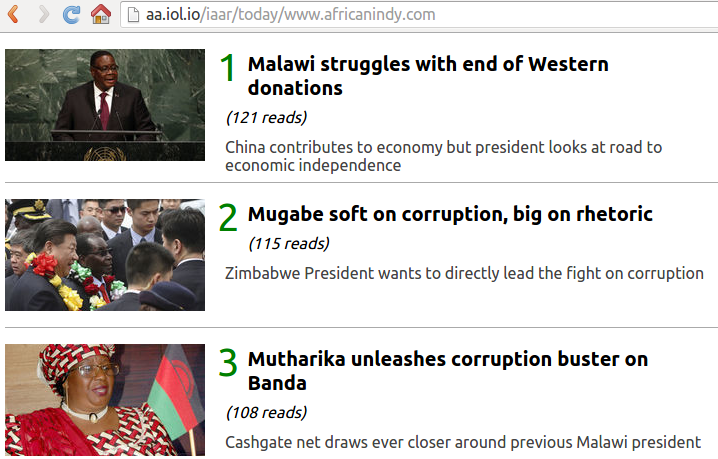 aa.iol.io/iaar/today/www.africanindy.com
1 Malawi struggles with end of Western
donations
(121 reads)
China contributes to economy but president looks at road to
economic independence
2 Mugabe soft on corruption, big on rhetoric
(115 reads)
Zimbabwe President wants to directly lead the fight on corruption
3 Mutharika unleashes corruption buster on
Banda
(108 reads)
Cashgate net draws ever closer around previous Malawi president